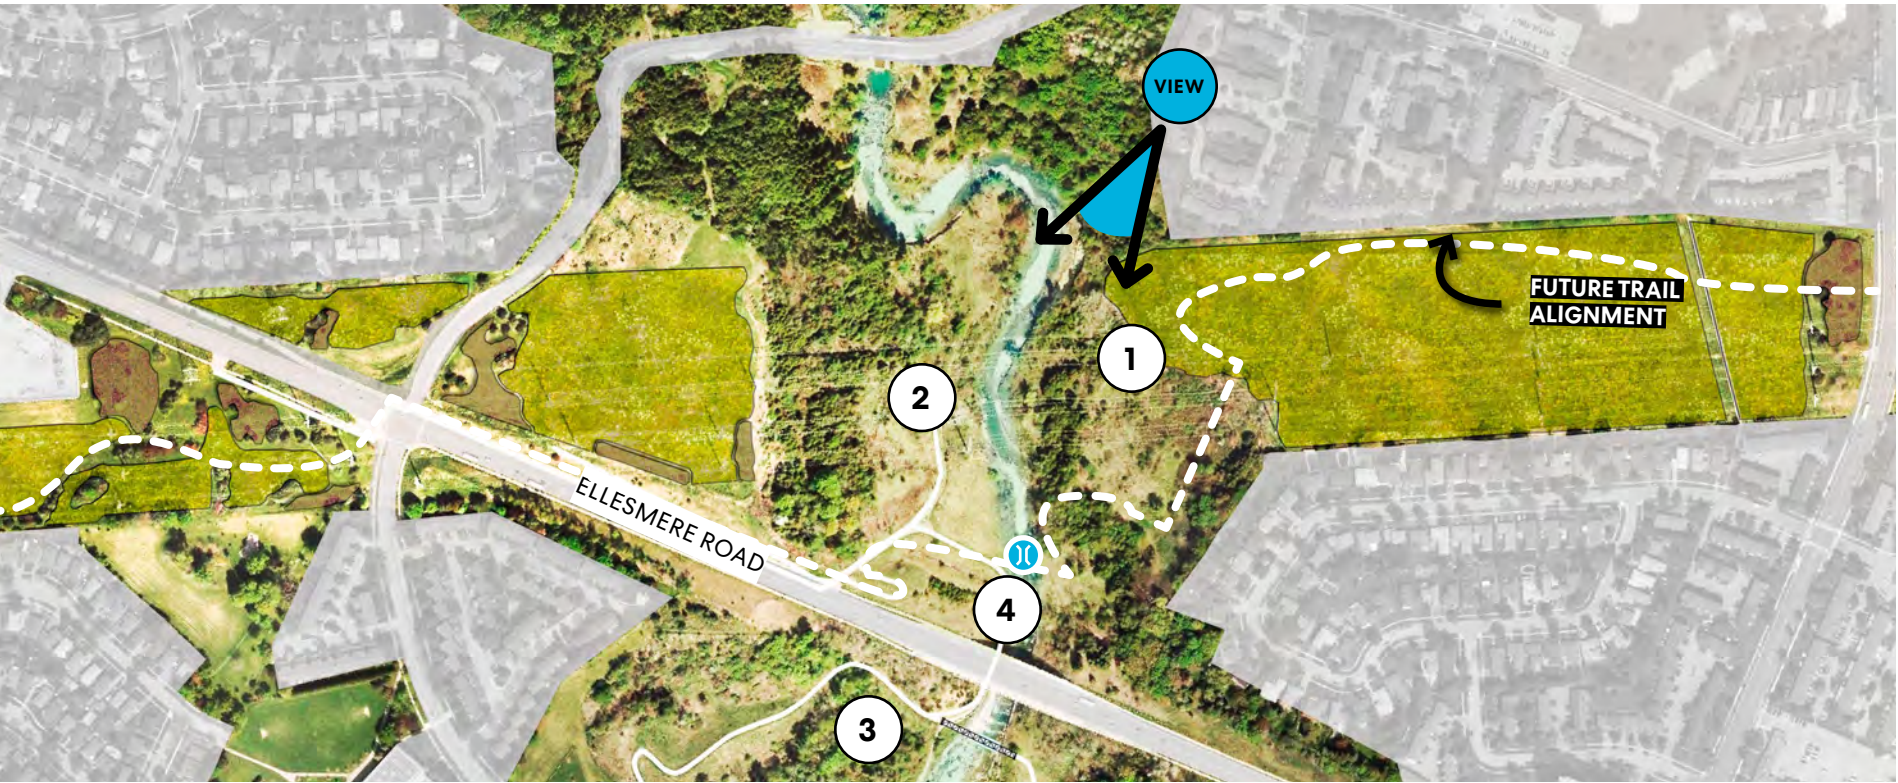 VIEW
FUTURE TRAIL
ALIGNMENT
1
2
ELLESMERE ROAD
4
3